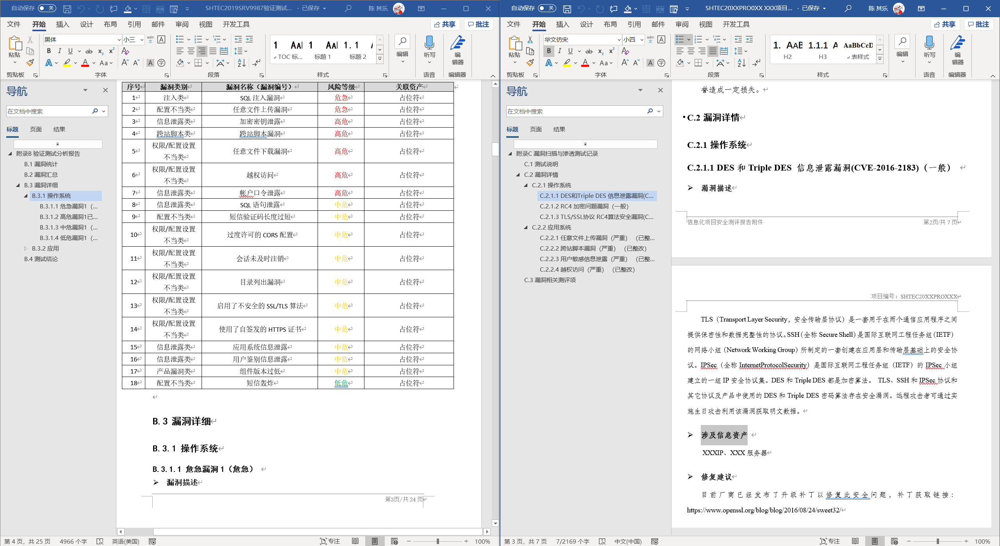 自动保存 关 SHTEC2019SRV9987验证测试... - 已保存 陈 其乐
文件 开始 插入 设计 布局 引用 邮件 审阅 视图 开发工具 共享 批注
粘贴 黑体 小三
剪贴板 字体 段落 样式 语音 编辑器
1 AaI 1 AaI 1.1 A
TOC 标... 标题 1 标题 2
编辑 听写 编辑器
导航
在文档中搜索
标题 页面 结果
附录B 验证测试分析报告
B.1 漏洞统计
B.2 漏洞汇总
B.3 漏洞详细
B.3.1 操作系统
B.3.1.1 危急漏洞1（...
B.3.1.2 高危漏洞1已...
B.3.1.3 中危漏洞1（...
B.3.1.4 低危漏洞1（...
B.3.2 应用
B.4 测试结论
序号 漏洞类别 漏洞名称（漏洞编号） 风险等级 关联资产
1 注入类 SQL 注入漏洞 危急 占位符
2 配置不当类 任意文件上传漏洞 危急 占位符
3 信息泄露类 加密密钥泄露 高危 占位符
4 跨站脚本类 跨站脚本漏洞 高危 占位符
5 权限/配置设置不当类 任意文件下载漏洞 高危 占位符
6 权限/配置设置不当类 越权访问 高危 占位符
7 信息泄露类 帐户口令泄露 高危 占位符
8 信息泄露类 SQL 语句泄露 中危 占位符
9 配置不当类 短信验证码长度过短 中危 占位符
10 权限/配置设置不当类 过度许可的 CORS 配置 中危 占位符
11 权限/配置设置不当类 会话未及时注销 中危 占位符
12 权限/配置设置不当类 目录列出漏洞 中危 占位符
13 权限/配置设置不当类 启用了不安全的 SSL/TLS 算法 中危 占位符
14 权限/配置设置不当类 使用了自签发的 HTTPS 证书 中危 占位符
15 信息泄露类 应用系统信息泄露 中危 占位符
16 信息泄露类 用户鉴别信息泄露 中危 占位符
17 产品漏洞类 组件版本过低 中危 占位符
18 配置不当类 短信轰炸 低危 占位符
B.3 漏洞详细
B.3.1 操作系统
B.3.1.1 危急漏洞 1（危急）
漏洞描述
第3页/共 24 页
第 4 页，共 25 页 4966 个字 英语(美国) 专注 100%
自动保存 关 SHTEC20XXPRO0XX XXX项目... - 已保存 陈 其乐
文件 开始 插入 设计 布局 引用 邮件 审阅 视图 开发工具 共享 批注
粘贴 华文仿宋 小四
剪贴板 字体 段落 样式 语音 编辑器
1. AaB 1.1.1 A AaBbCcD
H2 H3 表样式
编辑 听写 编辑器
导航
在文档中搜索
标题 页面 结果
附录C 漏洞扫描与渗透测试记录
C.1 测试说明
C.2 漏洞详情
C.2.1 操作系统
C.2.1.1 DES和Triple DES 信息泄露漏洞(C...
C.2.1.2 RC4 加密问题漏洞（一般）
C.2.1.3 TLS/SSL协议 RC4算法安全漏洞(C...
C.2.2 应用系统
C.2.2.1 任意文件上传漏洞（严重）（已整...
C.2.2.2 跨站脚本漏洞（严重）（已整改）
C.2.2.3 用户敏感信息泄露（严重）（已整...
C.2.2.4 越权访问（严重）（已整改）
C.3 漏洞相关测评项
誉造成一定损失。
C.2 漏洞详情
C.2.1 操作系统
C.2.1.1 DES 和 Triple DES 信息泄露漏洞(CVE-2016-2183)（一般）
漏洞描述
信息化项目安全测评报告附件 第2页/共 7 页
项目编号：SHTEC20XXPROXXX
TLS（Transport Layer Security，安全传输层协议）是一套用于在两个通信应用程序之间
提供保密性和数据完整性的协议。SSH（全称 Secure Shell）是国际互联网工程任务组（IETF）
的网络小组（Network Working Group）所制定的一套创建在应用层和传输层基础上的安全协
议。IPSec（全称 InternetProtocolSecurity）是国际互联网工程任务组（IETF）的 IPSec 小组
建立的一组 IP 安全协议集。DES 和 Triple DES 都是加密算法。 TLS、SSH 和 IPSec 协议和
其它协议及产品中使用的 DES 和 Triple DES 密码算法存在安全漏洞。远程攻击者可通过实
施生日攻击利用该漏洞获取明文数据。
涉及信息资产
XXXIP、XXX 服务器
修复建议
目前厂商已经发布了升级补丁以修复此安全问题，补丁获取链接：
https://www.openssl.org/blog/blog/2016/08/24/sweet32/
第 3 页，共 7 页 7/2169 个字 中文(中国) 专注 100%